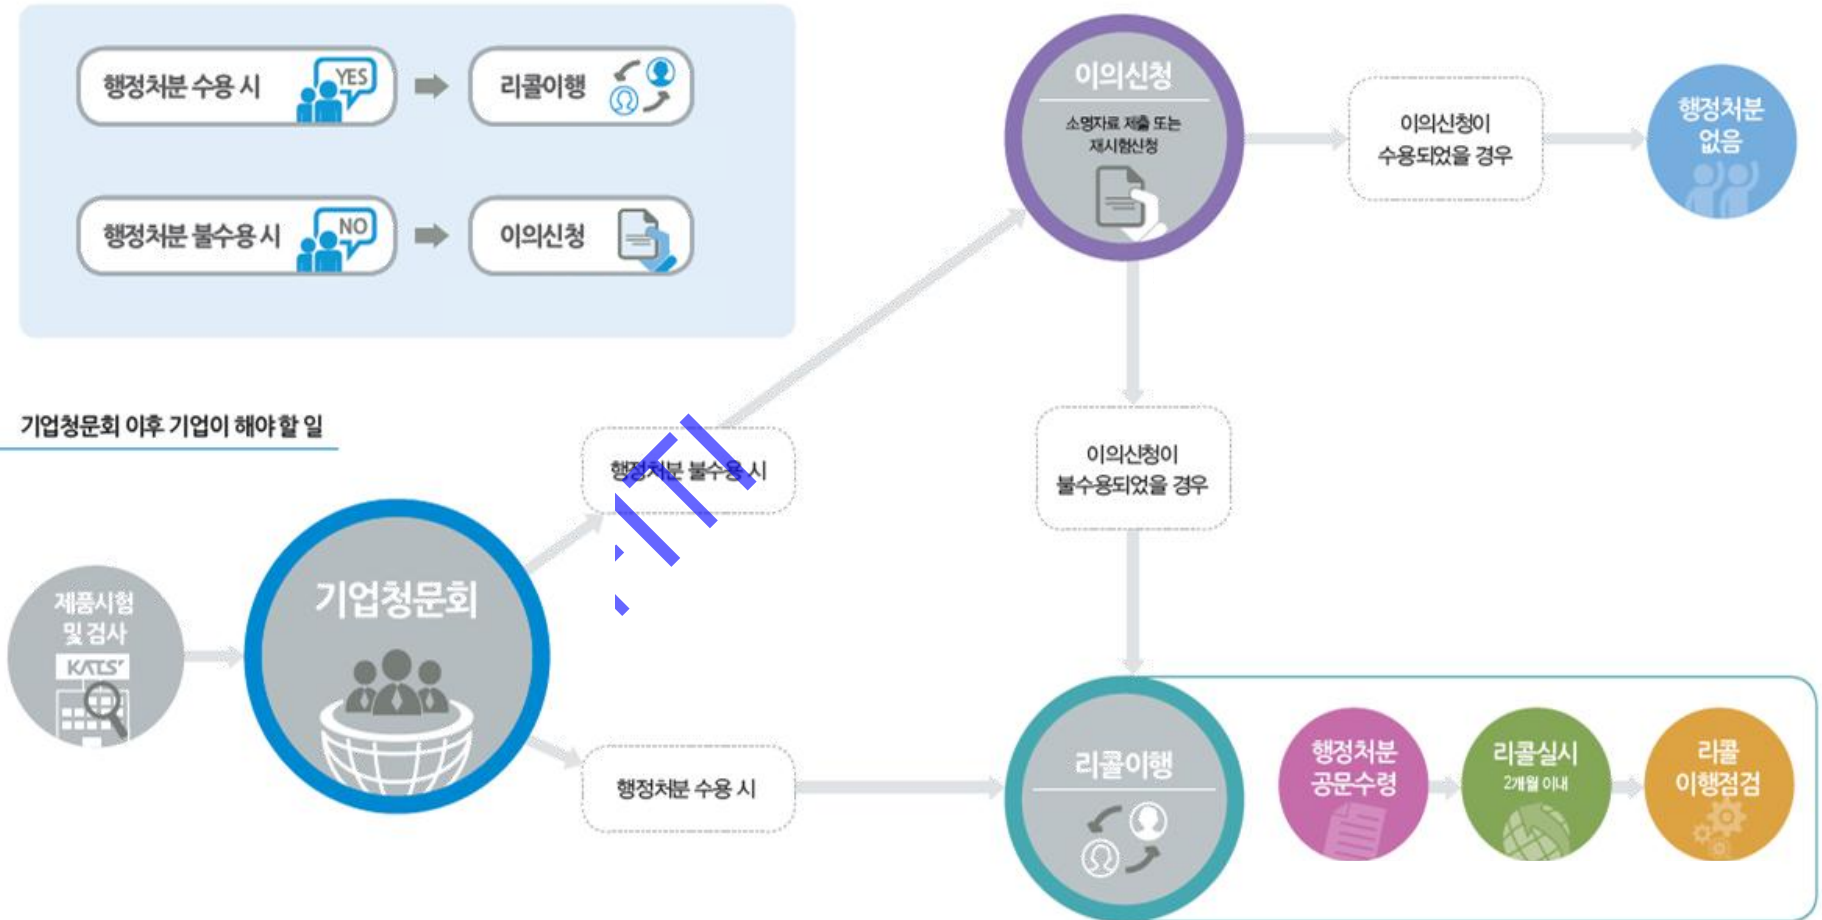 행정처분 수용 시
YES
리콜이행
행정처분 불수용 시
NO
이의신청
기업청문회 이후 기업이 해야 할 일
제품시험
및 검사
KATS
기업청문회
행정처분 불수용 시
행정처분 수용 시
이의신청
소명자료 제출 또는
재시험신청
이의신청이
수용되었을 경우
행정처분
없음
이의신청이
불수용되었을 경우
리콜이행
행정처분
공문수령
리콜실시
2개월 이내
리콜
이행점검